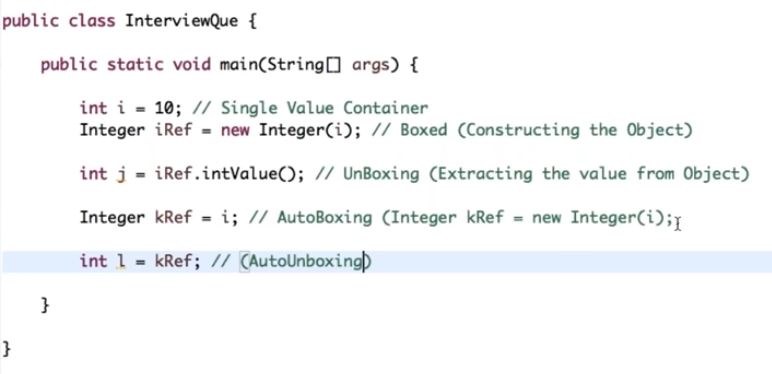 public class InterviewQue {
public static void main(String[] args) {
int i = 10; // Single Value Container
Integer iRef = new Integer(i); // Boxed (Constructing the Object)
int j = iRef.intValue(); // UnBoxing (Extracting the value from Object)
Integer kRef = i; // AutoBoxing (Integer kRef = new Integer(i);
int l = kRef; // (AutoUnboxing)
}
}